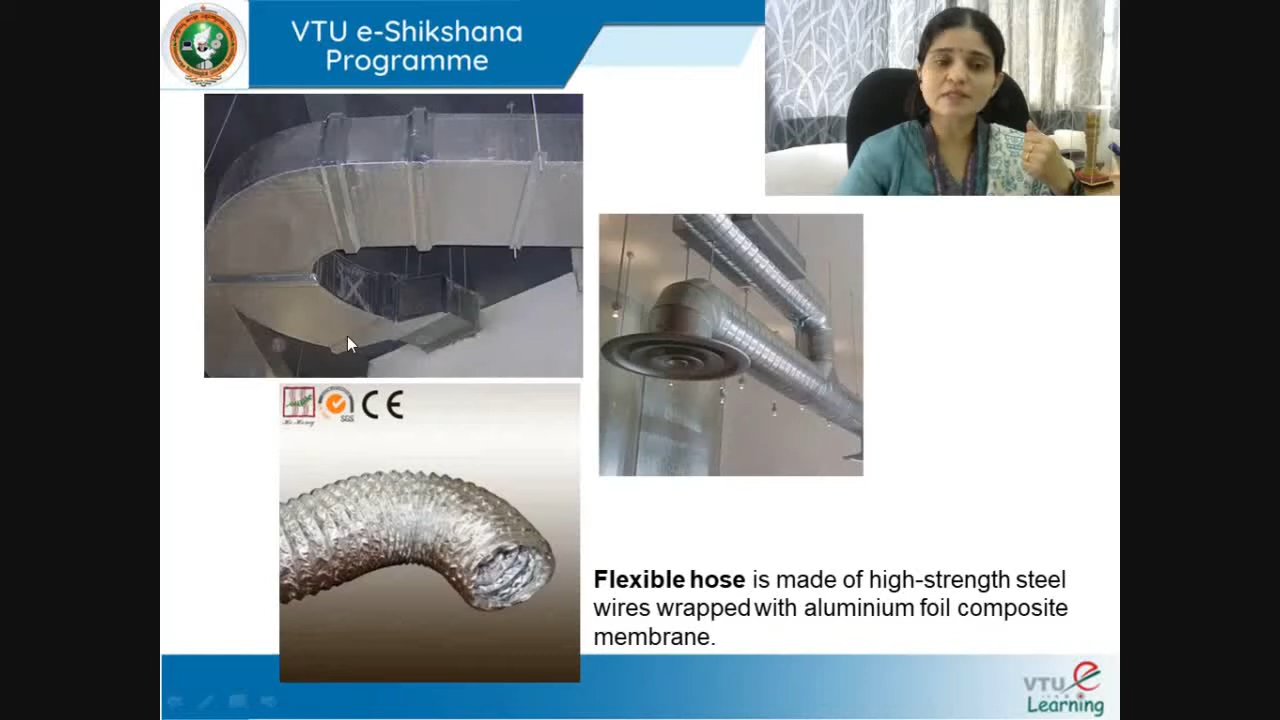 VTU e-Shikshana
Programme
SGS
CE
Flexible hose is made of high-strength steel
wires wrapped with aluminium foil composite
membrane.
VTU e
Learning